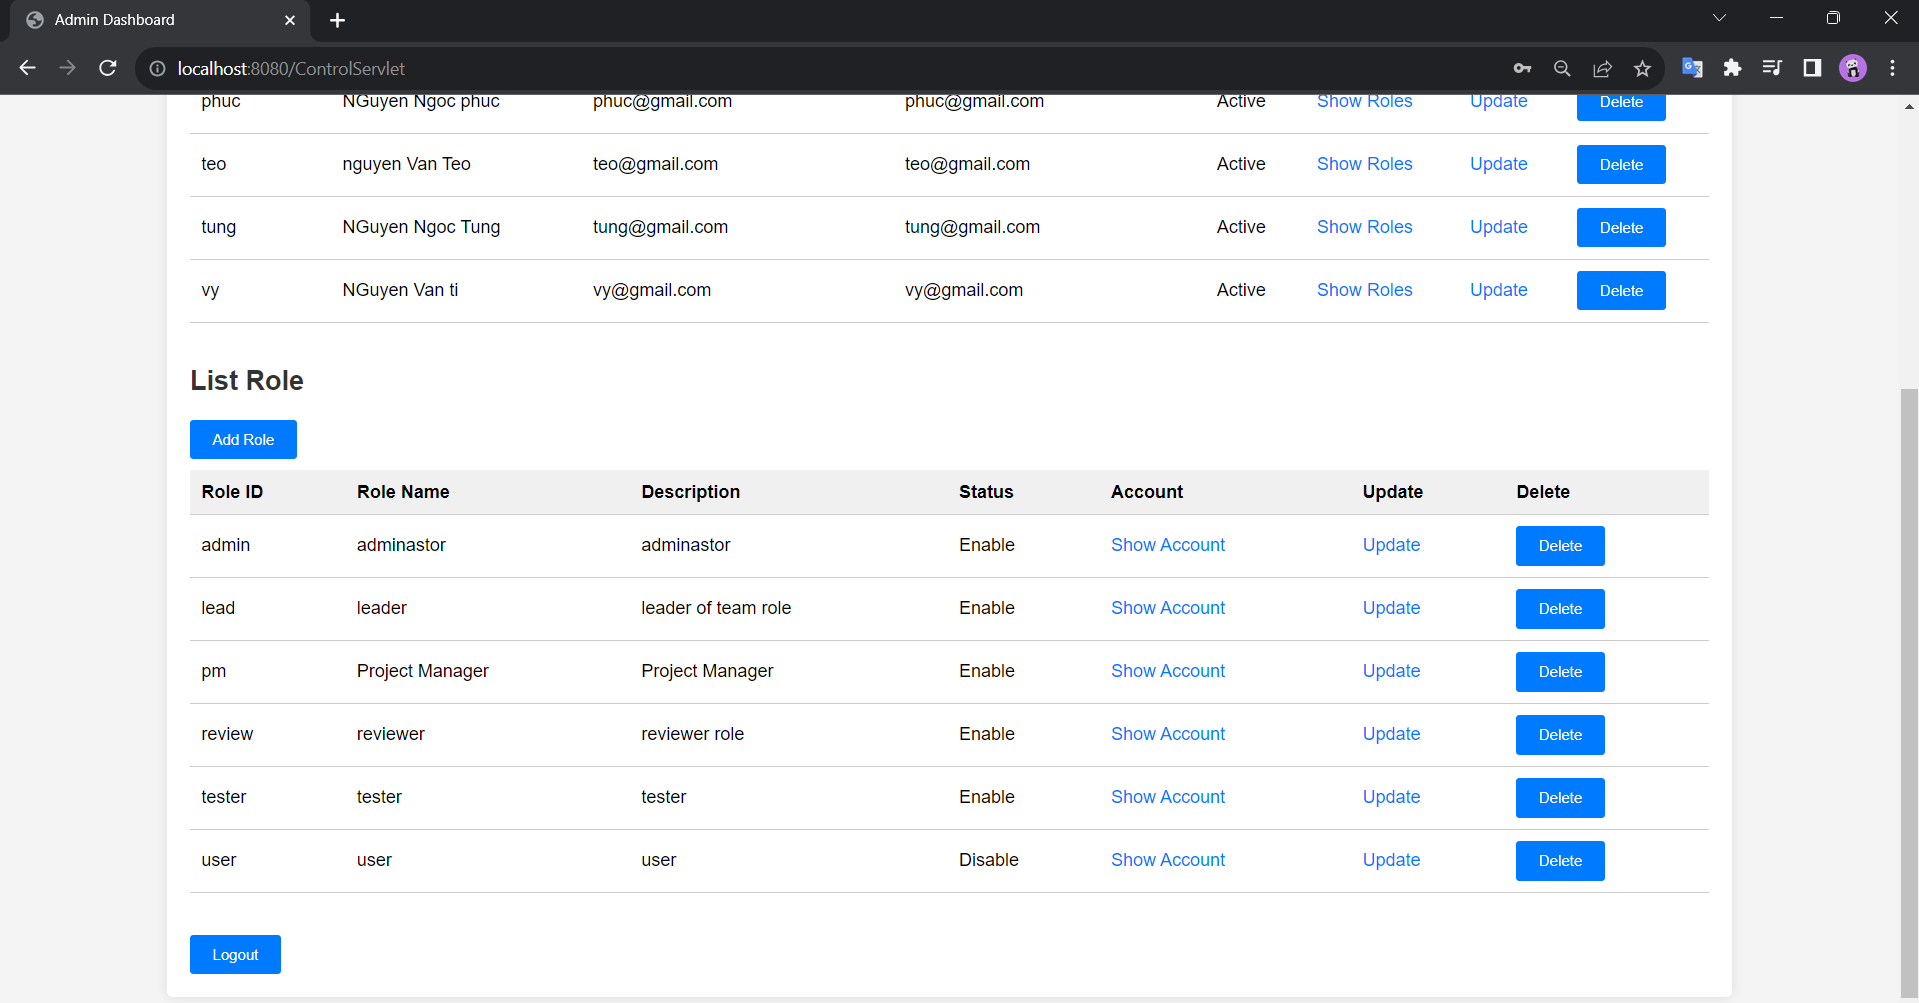 Admin Dashboard
localhost:8080/ControlServlet
phuc NGuyen Ngoc phuc phuc@gmail.com phuc@gmail.com Active Show Roles Update Delete
teo nguyen Van Teo teo@gmail.com teo@gmail.com Active Show Roles Update Delete
tung NGuyen Ngoc Tung tung@gmail.com tung@gmail.com Active Show Roles Update Delete
vy NGuyen Van ti vy@gmail.com vy@gmail.com Active Show Roles Update Delete
List Role
Add Role
Role ID Role Name Description Status Account Update Delete
admin adminastor adminastor Enable Show Account Update Delete
lead leader leader of team role Enable Show Account Update Delete
pm Project Manager Project Manager Enable Show Account Update Delete
review reviewer reviewer role Enable Show Account Update Delete
tester tester tester Enable Show Account Update Delete
user user user Disable Show Account Update Delete
Logout